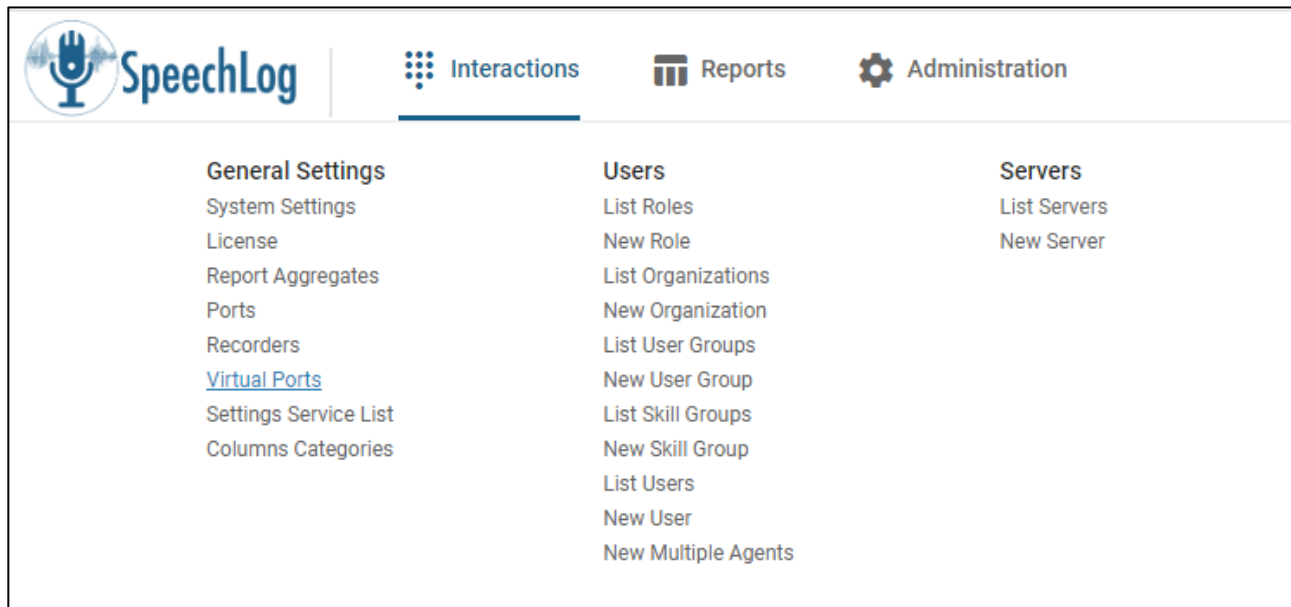 SpeechLog
Interactions
Reports
Administration
General Settings
System Settings
License
Report Aggregates
Ports
Recorders
Virtual Ports
Settings Service List
Columns Categories
Users
List Roles
New Role
List Organizations
New Organization
List User Groups
New User Group
List Skill Groups
New Skill Group
List Users
New User
New Multiple Agents
Servers
List Servers
New Server